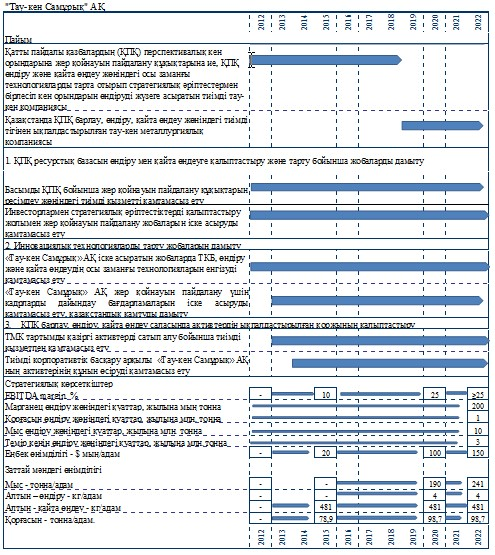 "Тау-кен Самұрық" АҚ
2012 2013 2014 2015 2016 2017 2018 2019 2020 2021 2022
Пайым
Қатты пайдалы қазбалардың (ҚПҚ) перспективалық кен
орындарына жер қойнауын пайдалану құқықтарына ие, ҚПҚ
өндіру және қайта өндеу жөніндегі осы заманғы
технологияларды тарта отырып стратегиялық әріптестермен
бірлесіп кен орындарын өндіруді жүзеге асыратын тиімді тау-
кен компаниясы
Қазақстанда ҚПҚ барлау, өндіру, қайта өндеу жөніндегі тиімді
тігінен ықпалдастырылған тау-кен металлургиялық
компаниясы
1. ҚПҚ ресурстық базасын өндіру мен қайта өндеуге қалыптастыру және тарту бойынша жобаларды дамыту
Басымды ҚПҚ бойынша жер қойнауын пайдалану құқықтарын
ресімдеу жөніндегі тиімді қызметті қамтамасыз ету
Инвесторлармен стратегиялық әріптестіктерді қалыптастыру
жолымен жер қойнауын пайдалану жобаларын іске асыруды
қамтамасыз ету
2. Инновациялық технологияларды тарту жобаларын дамыту
«Тау-кен Самұрық»АҚ іске асыратын жобаларда ТКБ, өндіру
және қайта өндеудің осы заманғы технологияларын енгізуді
қамтамасыз ету
«Тау-кен Самұрық» АҚ жер қойнауын пайдалану үшін
кадрларды дайындау бағдарламаларын іске асыруды
қамтамасыз ету, қазақстандық қамтуды дамыту
3. ҚПҚ барлау, өндіру, қайта өндеу саласында активтердің ықпалдастырылған қоржынын қалыптастыру
ТМК тартымды қазіргі активтерді сатып алу бойынша тиімді
қызметпен қамтамасыз ету
Тиімді корпоративтік басқару арқылы «Тау-кен Самұрық» АҚ-
ның активтерінің құнын өсіруді қамтамасыз ету
Стратегиялық көрсеткіштер
EBITDA margin, % - 10 25 ≥25
Марганец өндіру жөніндегі қуаттар, жылына мың тонна 200
Қорғасын өндіру жөніндегі қуаттар, жылына млн. тонна 1
Мыс өндіру жөніндегі қуаттар, жылына млн. тонна 10
Темір кенін өндіру жөніндегі қуаттар, жылына млн.тонна 3
Еңбек өнімділігі - $ мың/адам - 20 100 150
Заттай мәндегі өнімділігі
Мыс - тонна/адам - - 190 241
Алтын – өндіру - кг/адам - - 4 4
Алтын - қайта өндеу - кг/адам - 481 481 481
Қорғасын - тонна/адам. - 78,9 98,7 98,7
2012 2013 2014 2015 2016 2017 2018 2019 2020 2021 2022